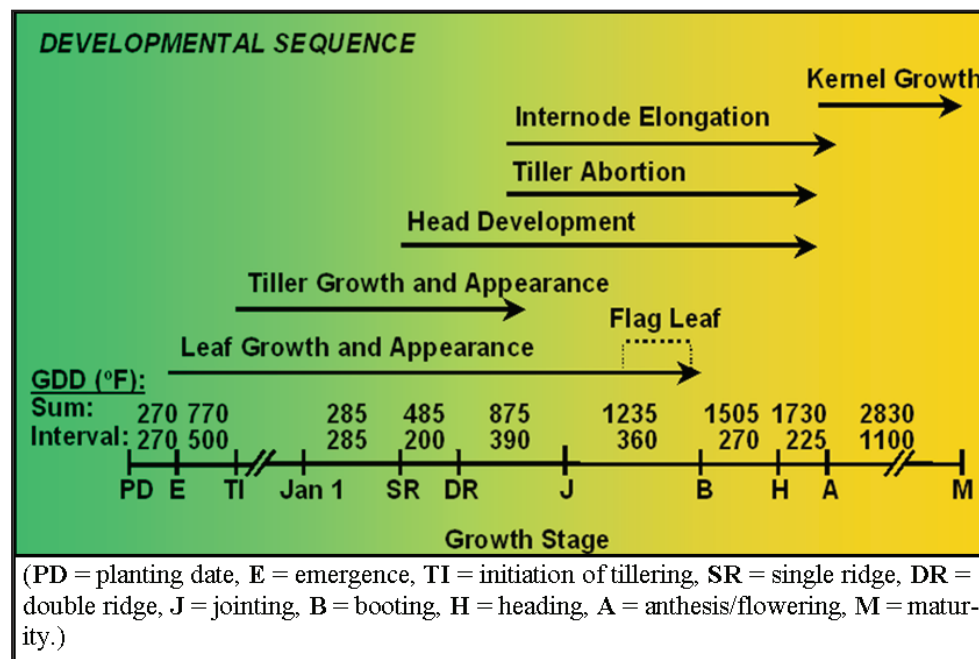 DEVELOPMENTAL SEQUENCE
Kernel Growth
Internode Elongation
Tiller Abortion
Head Development
Tiller Growth and Appearance
Flag Leaf
Leaf Growth and Appearance
GDD (ºF):
Sum: 270 770 285 485 875 1235 1505 1730 2830
Interval: 270 500 285 200 390 360 270 225 1100
PD E TI Jan 1 SR DR J B H A M
Growth Stage
(PD = planting date, E = emergence, TI = initiation of tillering, SR = single ridge, DR =
double ridge, J = jointing, B = booting, H = heading, A = anthesis/flowering, M = matur-
ity.)